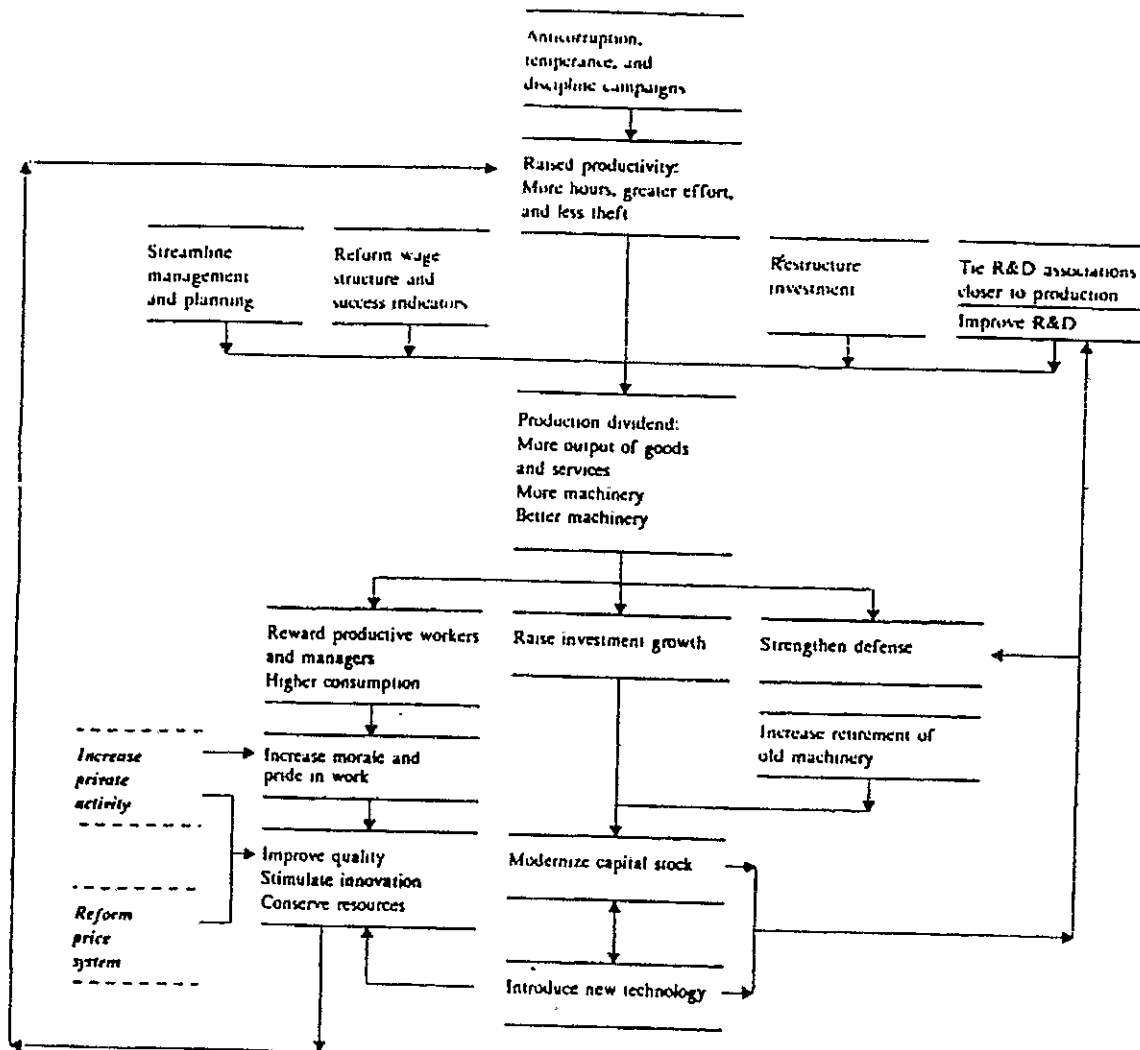 Anticorruption,
temperance, and
discipline campaigns
Raised productivity:
More hours, greater effort,
and less theft
Streamline
management
and planning
Reform wage
structure and
success indicators
Restructure
investment
Tie R&D associations
closer to production
Improve R&D
Production dividend:
More output of goods
and services
More machinery
Better machinery
Reward productive workers
and managers
Higher consumption
Raise investment growth
Strengthen defense
Increase retirement of
old machinery
Increase
private
activity
Increase morale and
pride in work
Improve quality
Stimulate innovation
Conserve resources
Modernize capital stock
Reform
price
system
Introduce new technology